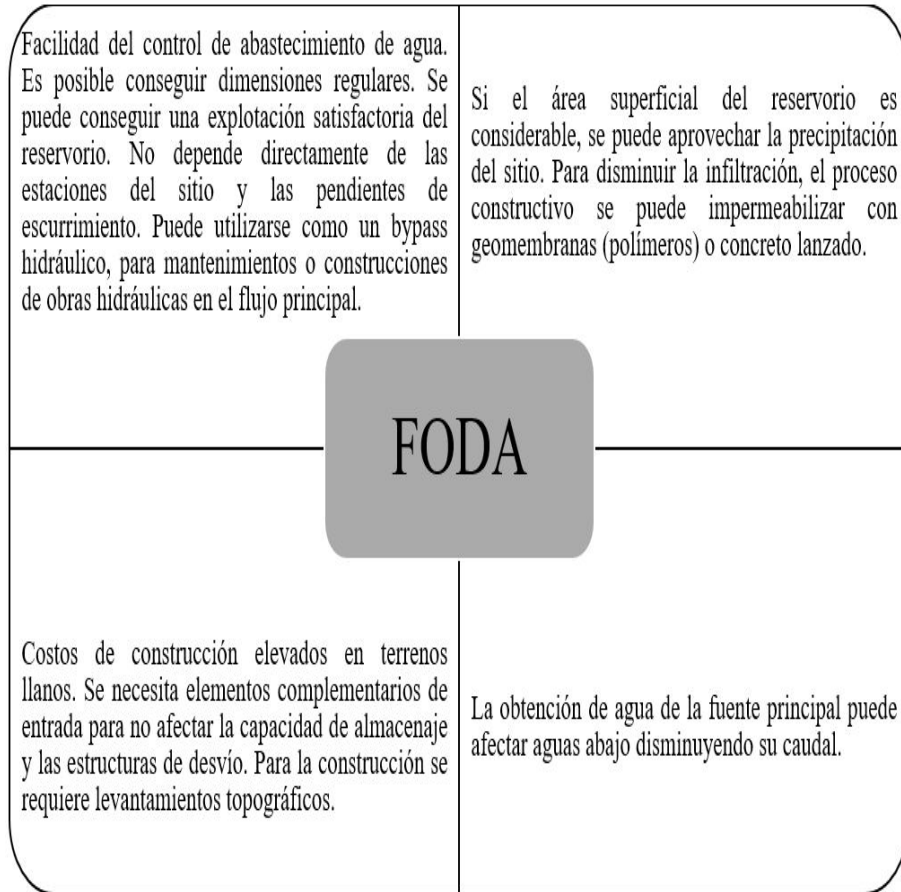 Facilidad del control de abastecimiento de agua.
Es posible conseguir dimensiones regulares. Se
puede conseguir una explotación satisfactoria del
reservorio. No depende directamente de las
estaciones del sitio y las pendientes de
escurrimiento. Puede utilizarse como un bypass
hidráulico, para mantenimientos o construcciones
de obras hidráulicas en el flujo principal.
Si el área superficial del reservorio es
considerable, se puede aprovechar la precipitación
del sitio. Para disminuir la infiltración, el proceso
constructivo se puede impermeabilizar con
geomembranas (polímeros) o concreto lanzado.
FODA
Costos de construcción elevados en terrenos
llanos. Se necesita elementos complementarios de
entrada para no afectar la capacidad de almacenaje
y las estructuras de desvío. Para la construcción se
requiere levantamientos topográficos.
La obtención de agua de la fuente principal puede
afectar aguas abajo disminuyendo su caudal.